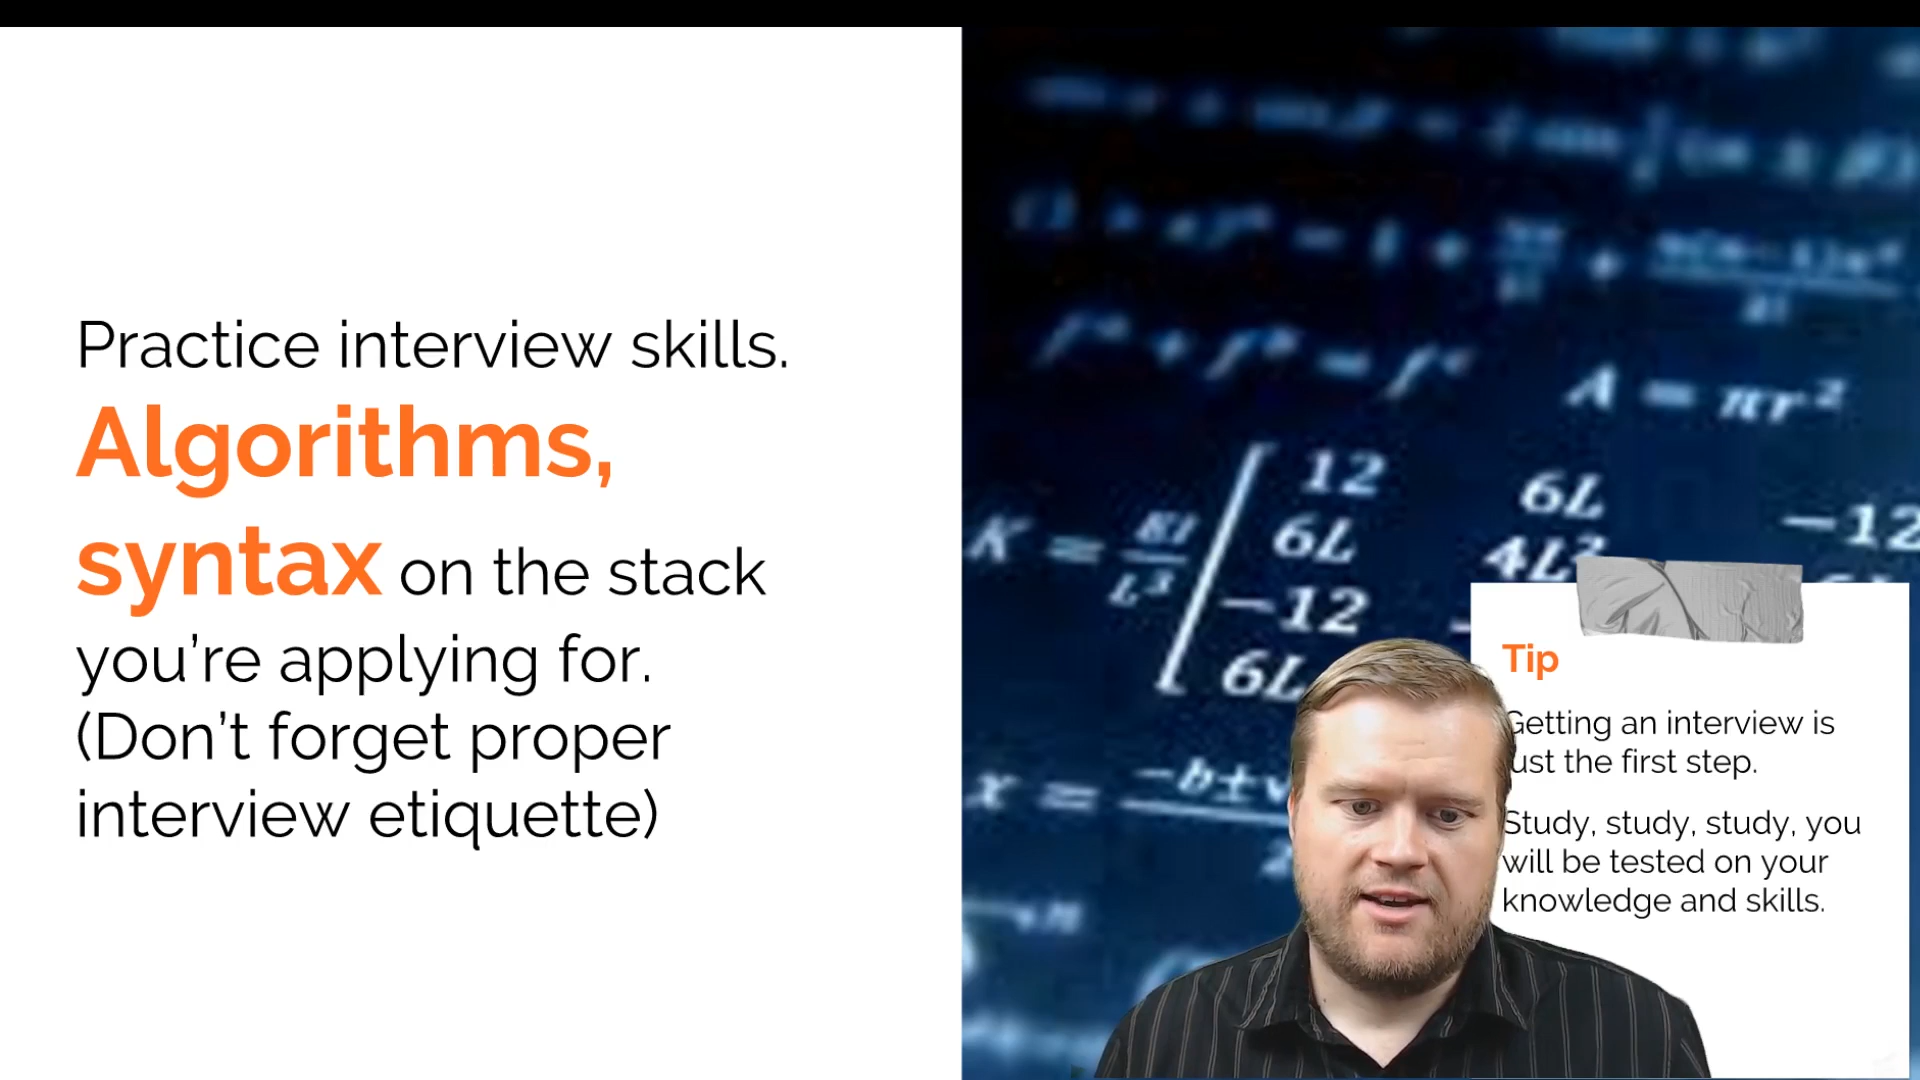 Practice interview skills.
Algorithms,
syntax on the stack
you’re applying for.
(Don’t forget proper
interview etiquette)
A = πr²
12 6L -12
K = EI/L³ 6L 4L²
-12
6L
x = -b±
Tip
Getting an interview is
just the first step.
Study, study, study, you
will be tested on your
knowledge and skills.